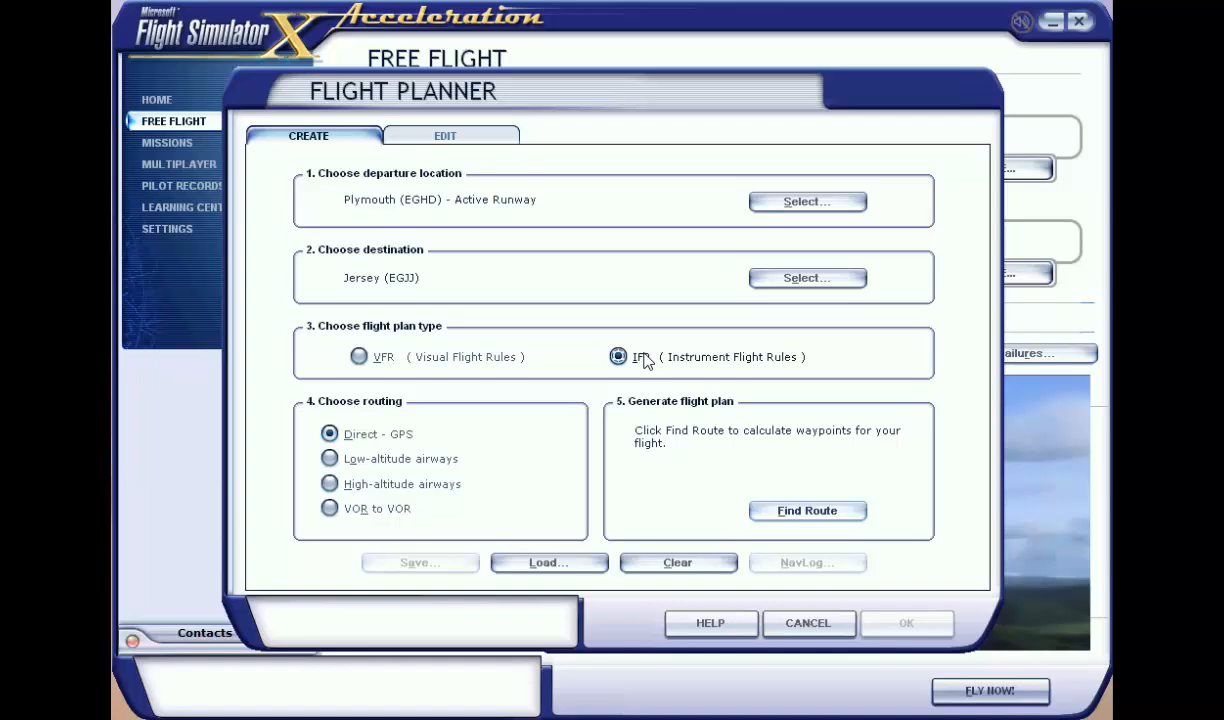 Microsoft
Flight Simulator X
Acceleration
FREE FLIGHT
FLIGHT PLANNER
HOME
FREE FLIGHT
MISSIONS
MULTIPLAYER
PILOT RECORDS
LEARNING CENT
SETTINGS
CREATE
EDIT
1. Choose departure location
Plymouth (EGHD) - Active Runway
Select...
2. Choose destination
Jersey (EGJJ)
Select...
3. Choose flight plan type
VFR ( Visual Flight Rules )
IFR ( Instrument Flight Rules )
4. Choose routing
Direct - GPS
Low-altitude airways
High-altitude airways
VOR to VOR
5. Generate flight plan
Click Find Route to calculate waypoints for your
flight.
Find Route
Save...
Load...
Clear
NavLog...
HELP
CANCEL
OK
ailures...
Contacts
FLY NOW!